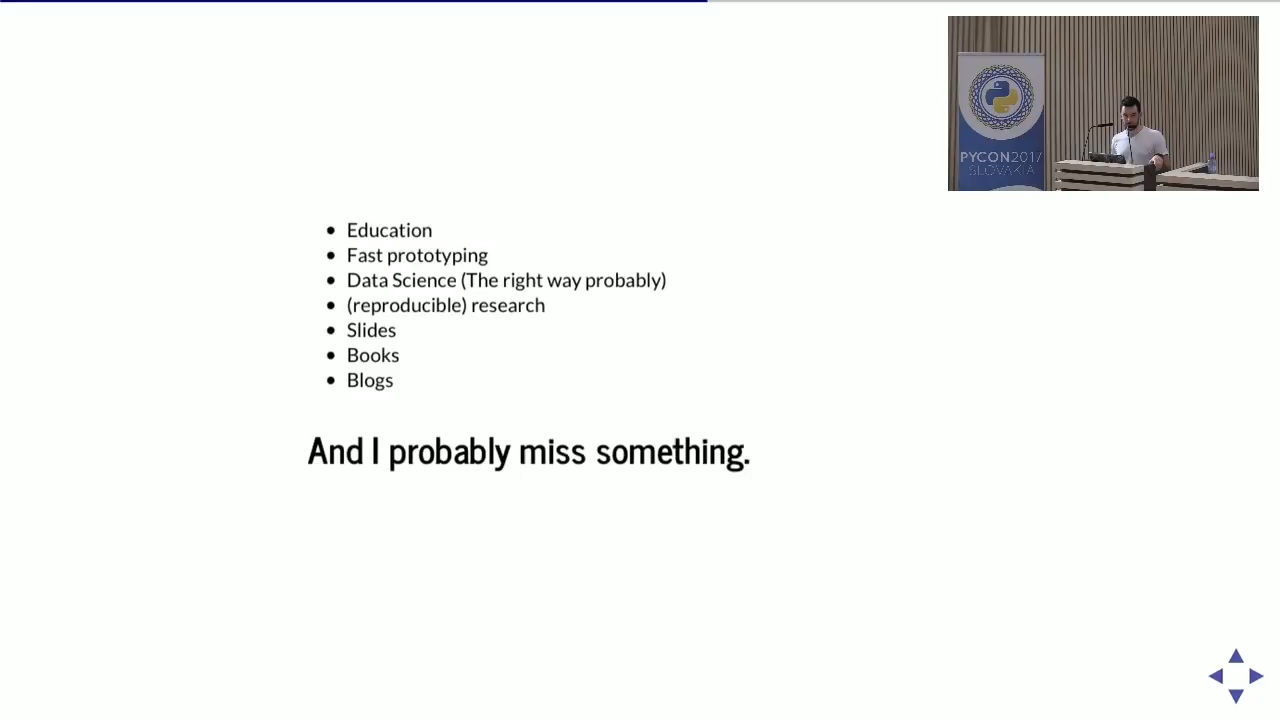 PYCON2017
SLOVAKIA
Education
Fast prototyping
Data Science (The right way probably)
(reproducible) research
Slides
Books
Blogs
And I probably miss something.